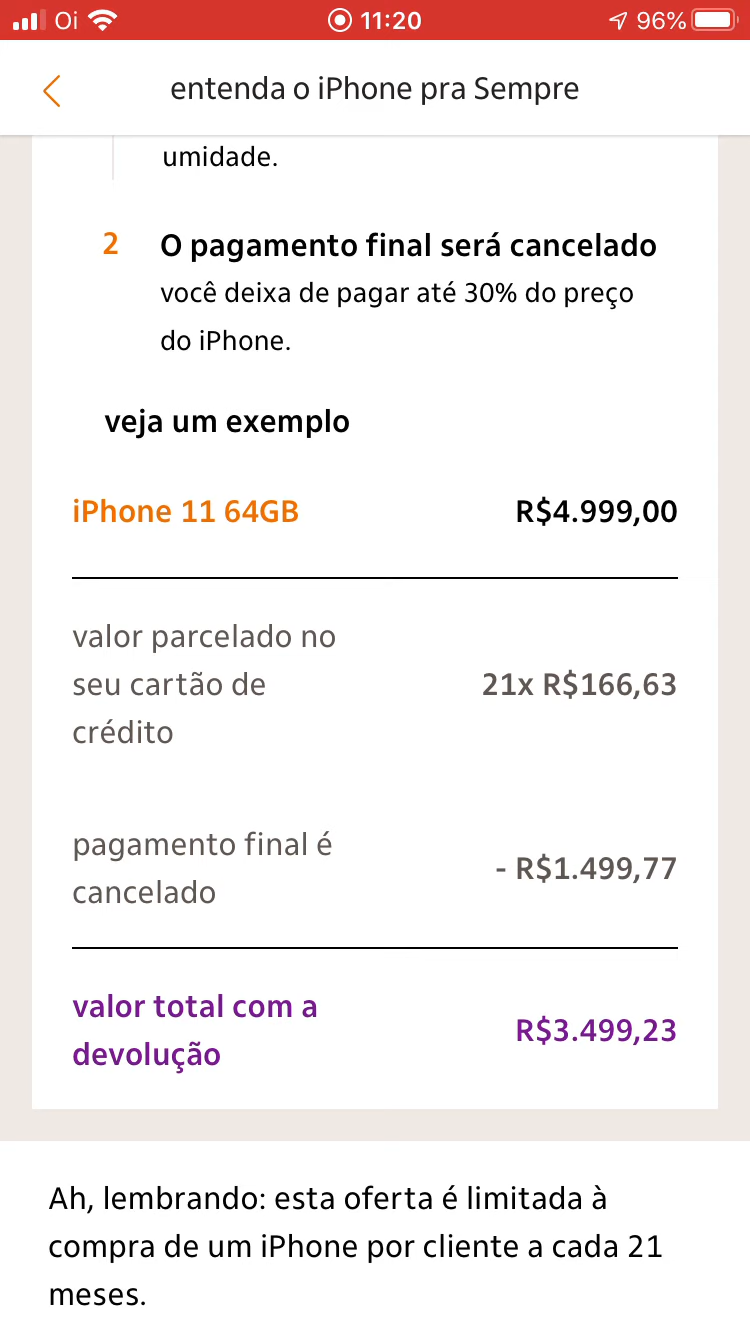 Oi 11:20 96%
entenda o iPhone pra Sempre
umidade.
2 O pagamento final será cancelado
você deixa de pagar até 30% do preço
do iPhone.
veja um exemplo
iPhone 11 64GB R$4.999,00
valor parcelado no
seu cartão de 21x R$166,63
crédito
pagamento final é
cancelado
- R$1.499,77
valor total com a
devolução
R$3.499,23
Ah, lembrando: esta oferta é limitada à
compra de um iPhone por cliente a cada 21
meses.